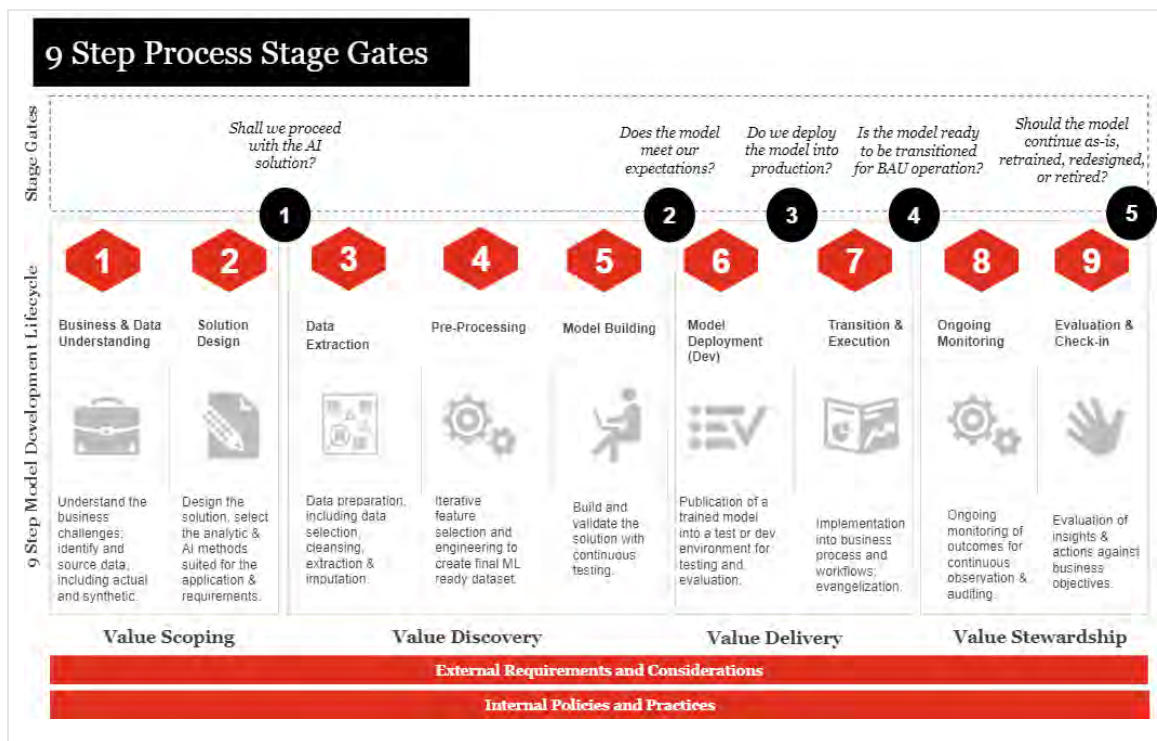 9 Step Process Stage Gates
Stage Gates
Shall we proceed
with the AI
solution?
Does the model
meet our
expectations?
Do we deploy
the model into
production?
Is the model ready
to be transitioned
for BAU operation?
Should the model
continue as-is,
retrained, redesigned,
or retired?
1
2
3
4
5
9 Step Model Development Lifecycle
1
2
3
4
5
6
7
8
9
Business & Data
Understanding
Solution
Design
Data
Extraction
Pre-Processing
Model Building
Model
Deployment
(Dev)
Transition &
Execution
Ongoing
Monitoring
Evaluation &
Check-in
Understand the
business
challenges;
identify and
source data,
including actual
and synthetic.
Design the
solution, select
the analytic &
AI methods
suited for the
application &
requirements.
Data preparation,
including data
selection,
cleansing,
extraction &
imputation.
Iterative
feature
selection and
engineering to
create final ML
ready dataset.
Build and
validate the
solution with
continuous
testing.
Publication of a
trained model
into a test or dev
environment for
testing and
evaluation.
Implementation
into business
process and
workflows;
evangelization.
Ongoing
monitoring of
outcomes for
continuous
observation &
auditing.
Evaluation of
insights &
actions against
business
objectives.
Value Scoping
Value Discovery
Value Delivery
Value Stewardship
External Requirements and Considerations
Internal Policies and Practices